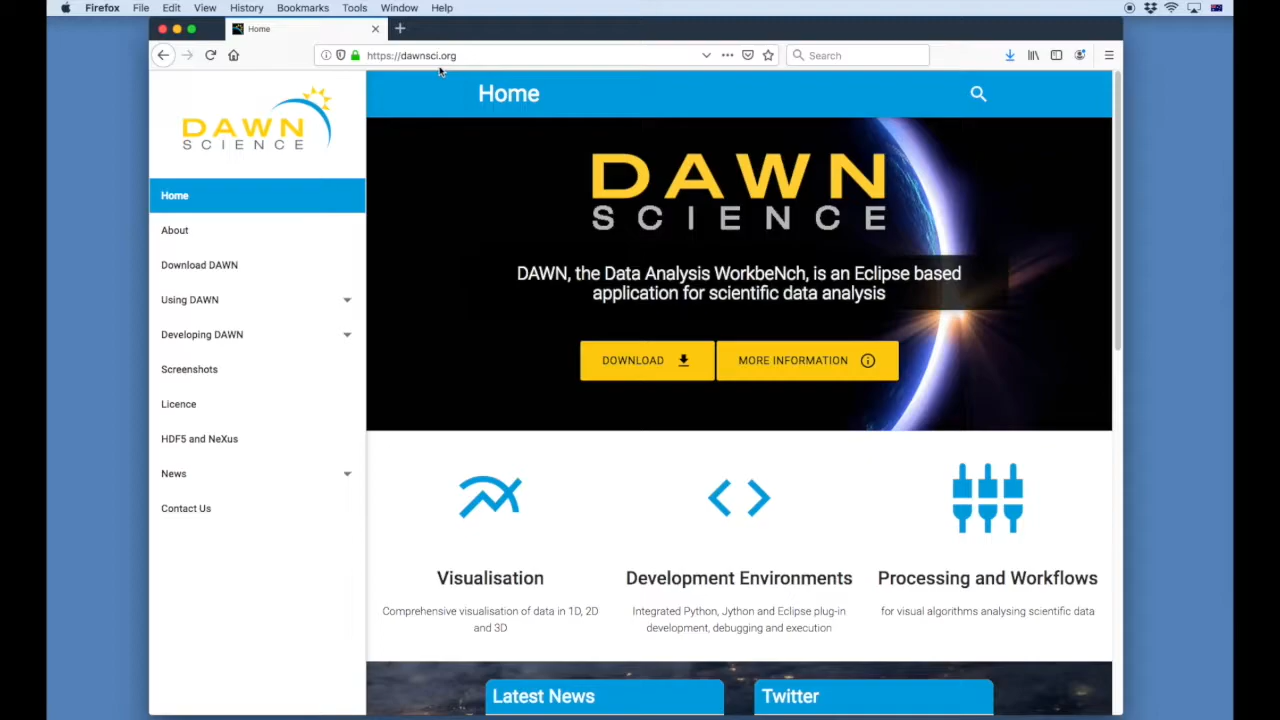 Firefox File Edit View History Bookmarks Tools Window Help
Home
https://dawnsci.org
Search
DAWN
SCIENCE
Home
About
Download DAWN
Using DAWN
Developing DAWN
Screenshots
Licence
HDF5 and NeXus
News
Contact Us
Home
DAWN
SCIENCE
DAWN, the Data Analysis WorkbeNch, is an Eclipse based
application for scientific data analysis
DOWNLOAD
MORE INFORMATION
Visualisation
Comprehensive visualisation of data in 1D, 2D
and 3D
Development Environments
Integrated Python, Jython and Eclipse plug-in
development, debugging and execution
Processing and Workflows
for visual algorithms analysing scientific data
Latest News
Twitter